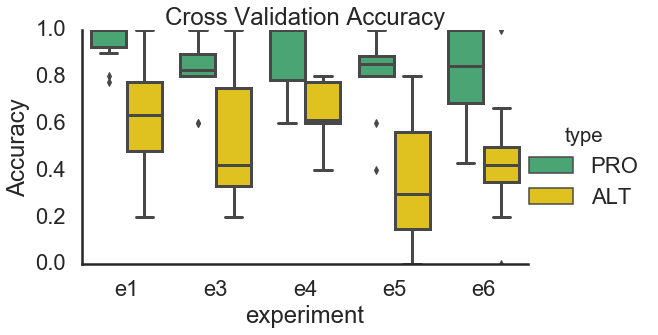 Cross Validation Accuracy
Accuracy
1.0
0.8
0.6
0.4
0.2
0.0
e1 e3 e4 e5 e6
experiment
type
PRO
ALT